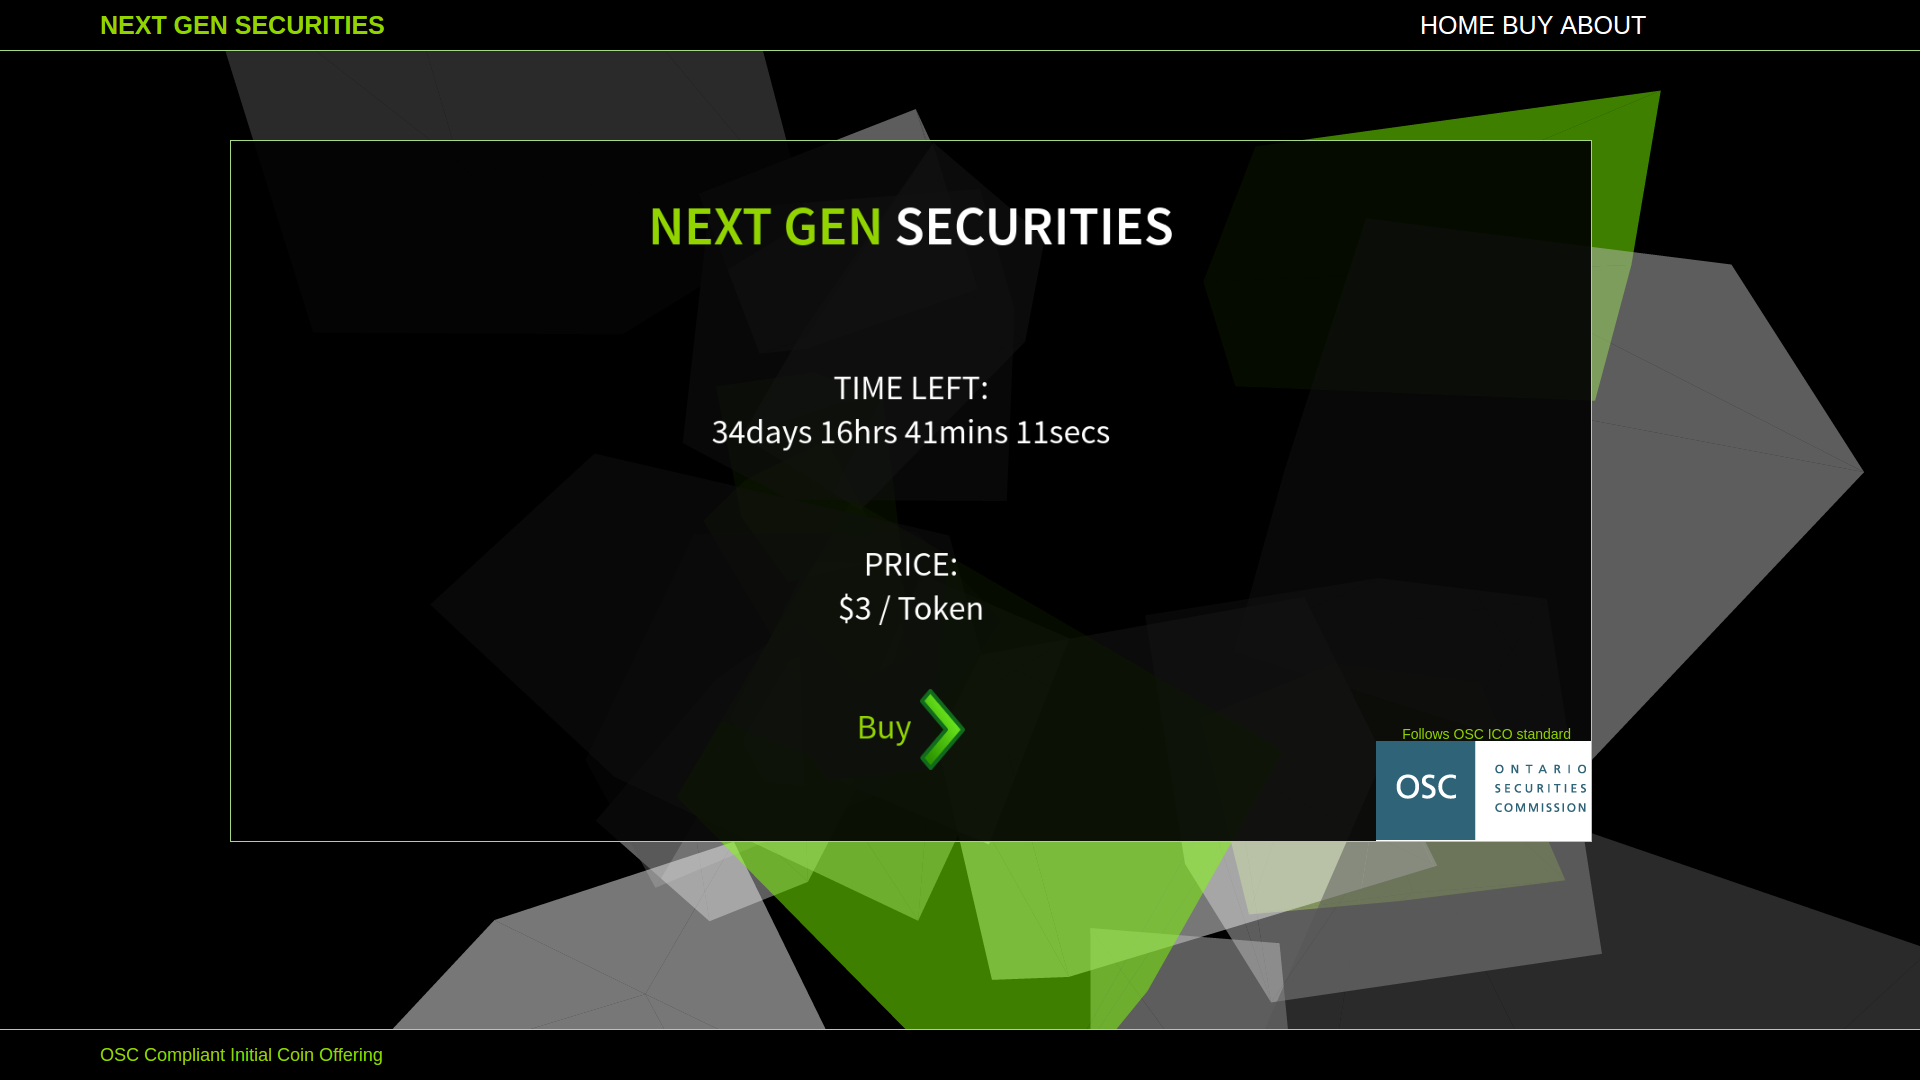 NEXT GEN SECURITIES
HOME BUY ABOUT
NEXT GEN SECURITIES
TIME LEFT:
34days 16hrs 41mins 11secs
PRICE:
$3 / Token
Buy
Follows OSC ICO standard
OSC
ONTARIO
SECURITIES
COMMISSION
OSC Compliant Initial Coin Offering